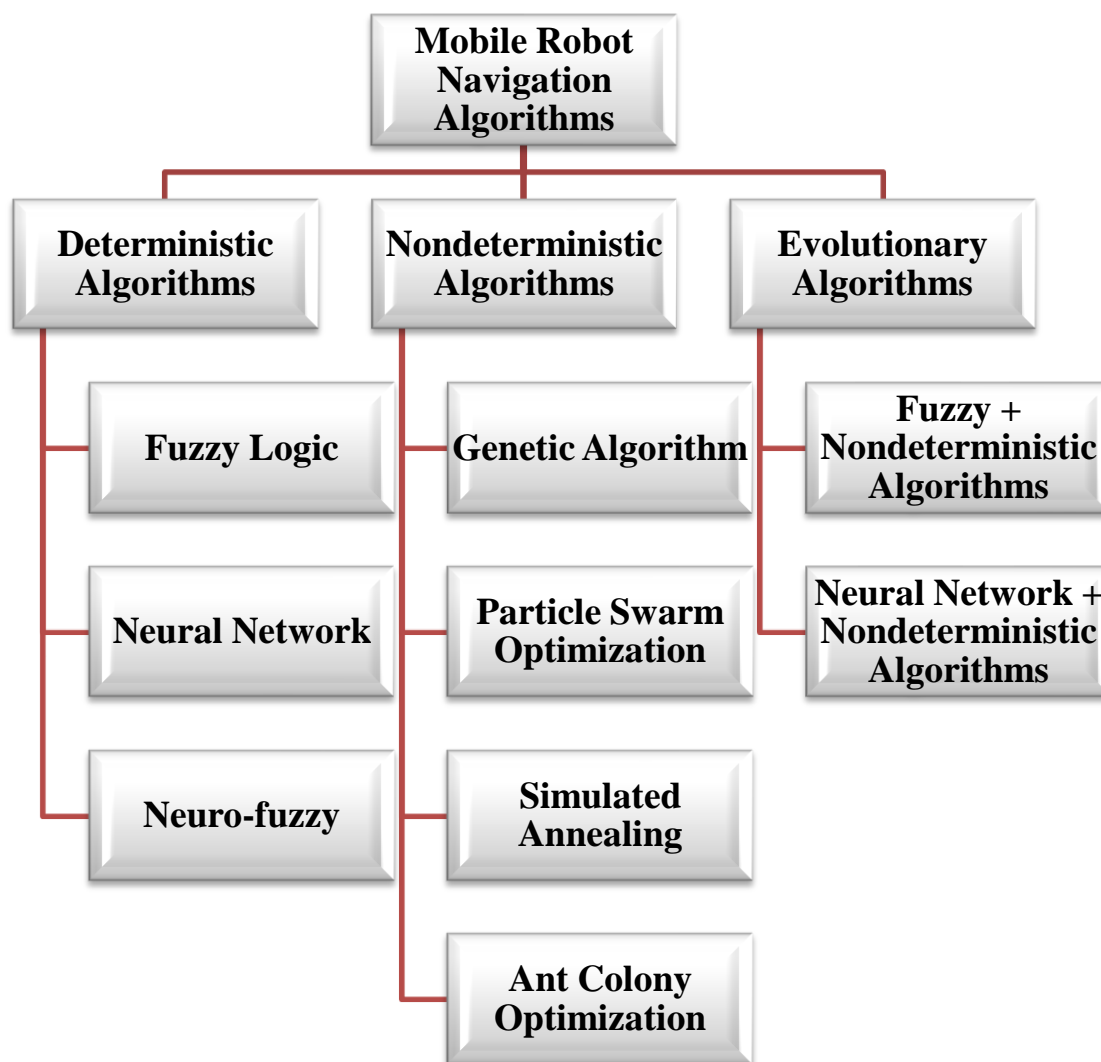 Mobile Robot
Navigation
Algorithms
Deterministic
Algorithms
Nondeterministic
Algorithms
Evolutionary
Algorithms
Fuzzy Logic
Neural Network
Neuro-fuzzy
Genetic Algorithm
Particle Swarm
Optimization
Simulated
Annealing
Ant Colony
Optimization
Fuzzy +
Nondeterministic
Algorithms
Neural Network +
Nondeterministic
Algorithms